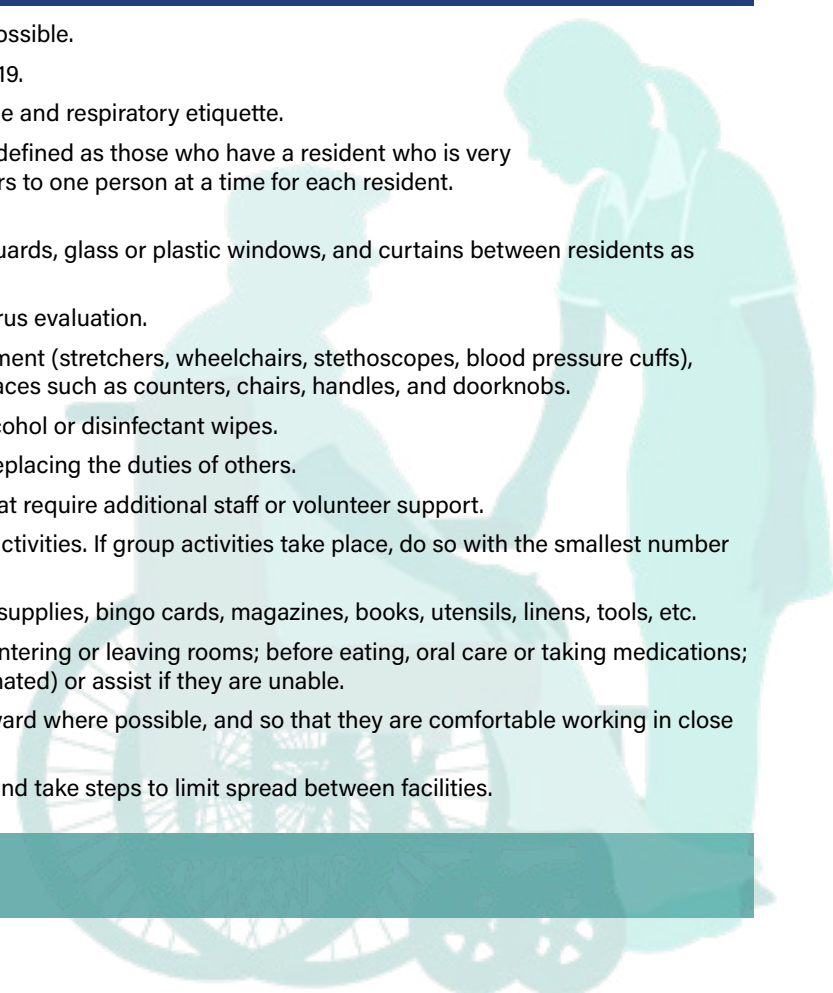 ossible.
19.
e and respiratory etiquette.
defined as those who have a resident who is very
rs to one person at a time for each resident.
uards, glass or plastic windows, and curtains between residents as
rus evaluation.
ment (stretchers, wheelchairs, stethoscopes, blood pressure cuffs),
aces such as counters, chairs, handles, and doorknobs.
cohol or disinfectant wipes.
eplacing the duties of others.
at require additional staff or volunteer support.
ctivities. If group activities take place, do so with the smallest number
supplies, bingo cards, magazines, books, utensils, linens, tools, etc.
ntering or leaving rooms; before eating, oral care or taking medications;
nated) or assist if they are unable.
ward where possible, and so that they are comfortable working in close
nd take steps to limit spread between facilities.